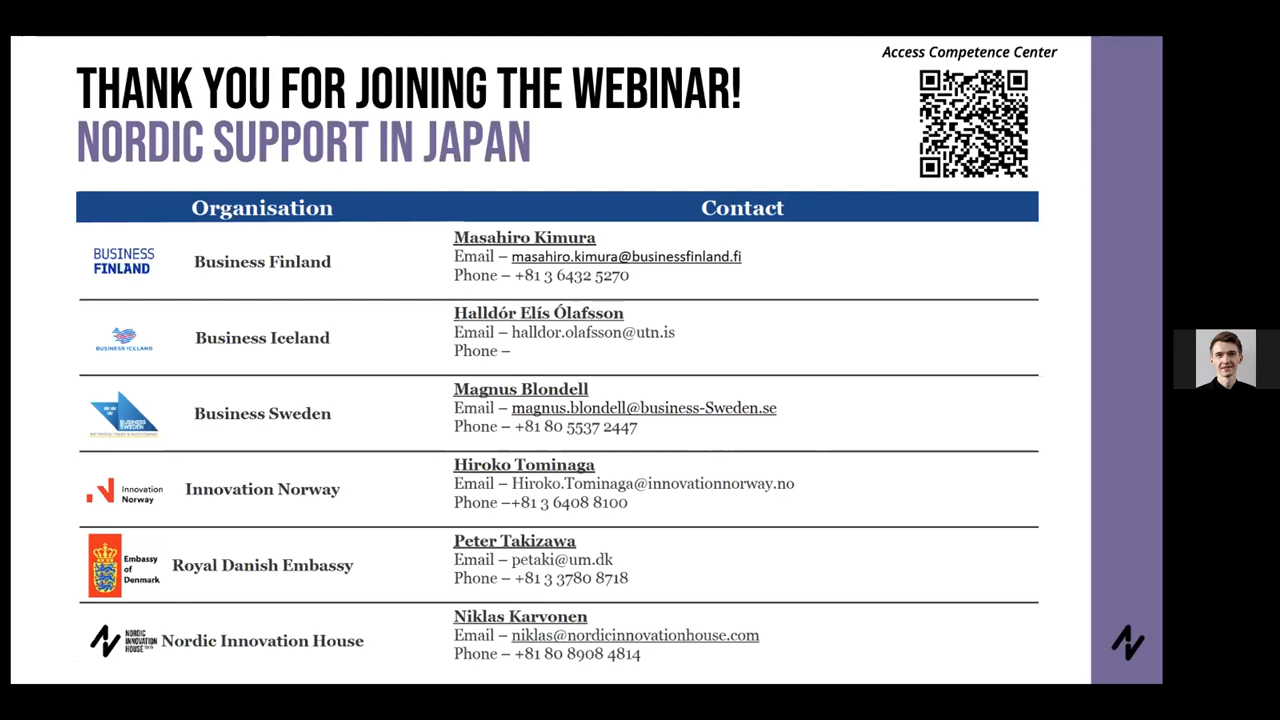 Access Competence Center
THANK YOU FOR JOINING THE WEBINAR!
NORDIC SUPPORT IN JAPAN
Organisation Contact
BUSINESS
FINLAND
Business Finland
Masahiro Kimura
Email – masahiro.kimura@businessfinland.fi
Phone – +81 3 6432 5270
BUSINESS ICELAND
Business Iceland
Halldór Elís Ólafsson
Email – halldor.olafsson@utn.is
Phone –
BUSINESS
SWEDEN
Business Sweden
Magnus Blondell
Email – magnus.blondell@business-Sweden.se
Phone – +81 80 5537 2447
Innovation
Norway
Innovation Norway
Hiroko Tominaga
Email – Hiroko.Tominaga@innovationnorway.no
Phone –+81 3 6408 8100
Embassy
of
Denmark
Royal Danish Embassy
Peter Takizawa
Email – petaki@um.dk
Phone – +81 3 3780 8718
NORDIC
INNOVATION
HOUSE
Nordic Innovation House
Niklas Karvonen
Email – niklas@nordicinnovationhouse.com
Phone – +81 80 8908 4814